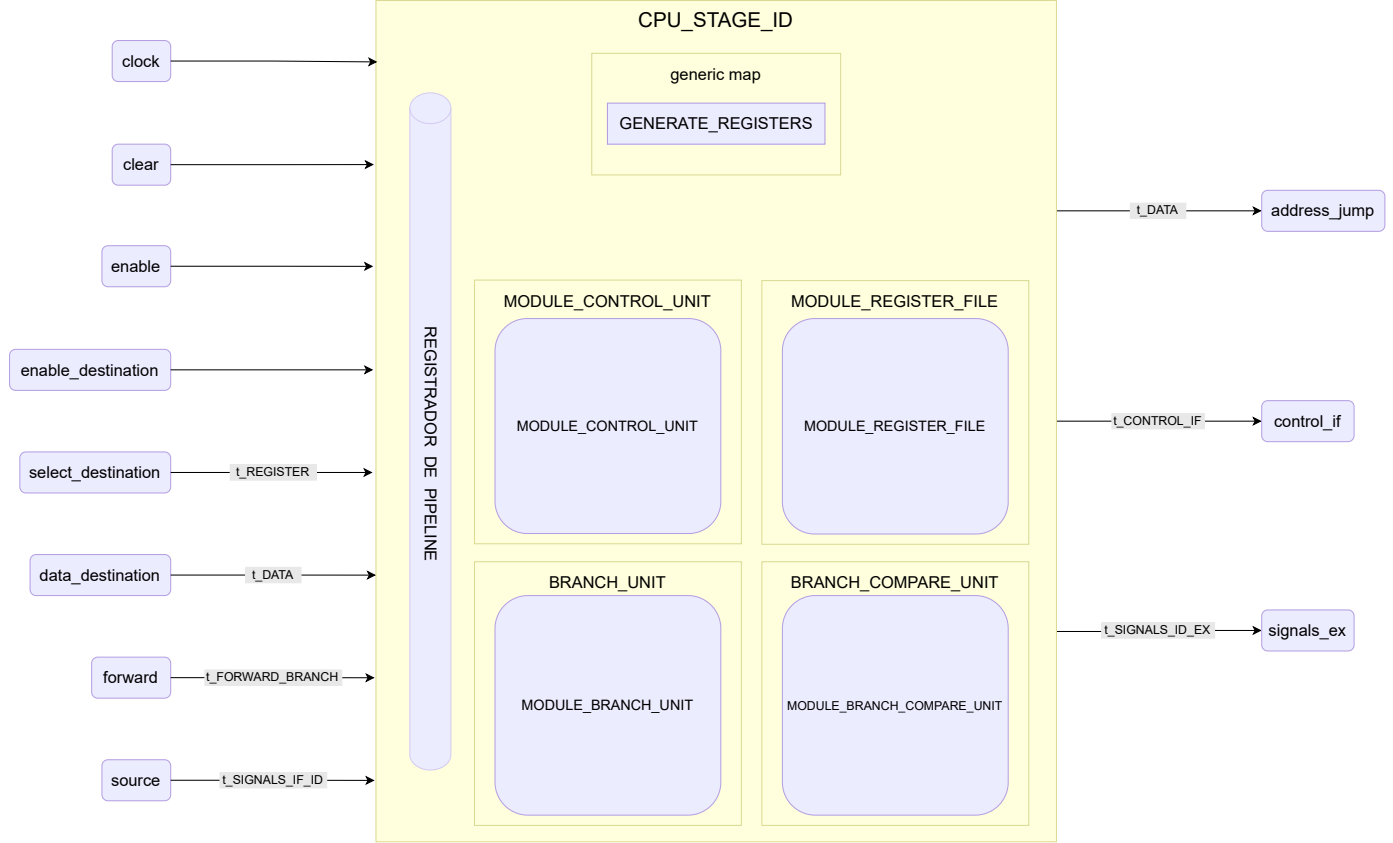 CPU_STAGE_ID
generic map
GENERATE_REGISTERS
clock
clear
enable
enable_destination
select_destination
t_REGISTER
data_destination
t_DATA
forward
t_FORWARD_BRANCH
source
t_SIGNALS_IF_ID
REGISTRADOR DE PIPELINE
MODULE_CONTROL_UNIT
MODULE_CONTROL_UNIT
MODULE_REGISTER_FILE
MODULE_REGISTER_FILE
BRANCH_UNIT
MODULE_BRANCH_UNIT
BRANCH_COMPARE_UNIT
MODULE_BRANCH_COMPARE_UNIT
t_DATA
address_jump
t_CONTROL_IF
control_if
t_SIGNALS_ID_EX
signals_ex